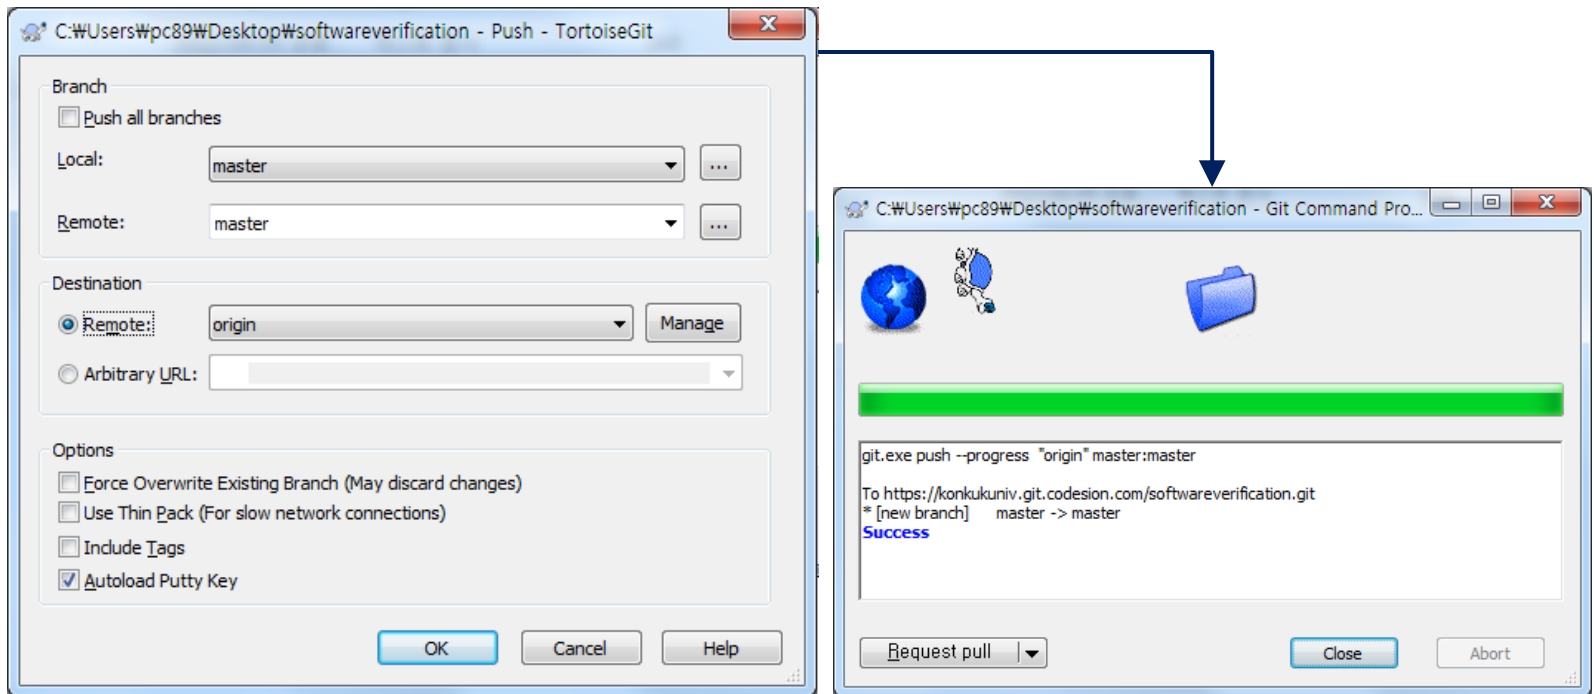 C:₩Users₩pc89₩Desktop₩softwareverification - Push - TortoiseGit
Branch
Push all branches
Local:
master
...
Remote:
master
...
Destination
Remote:
origin
Manage
Arbitrary URL:
Options
Force Overwrite Existing Branch (May discard changes)
Use Thin Pack (For slow network connections)
Include Tags
Autoload Putty Key
OK
Cancel
Help
C:₩Users₩pc89₩Desktop₩softwareverification - Git Command Pro...
git.exe push --progress "origin" master:master
To https://konkukuniv.git.codesion.com/softwareverification.git
* [new branch] master -> master
Success
Request pull
Close
Abort